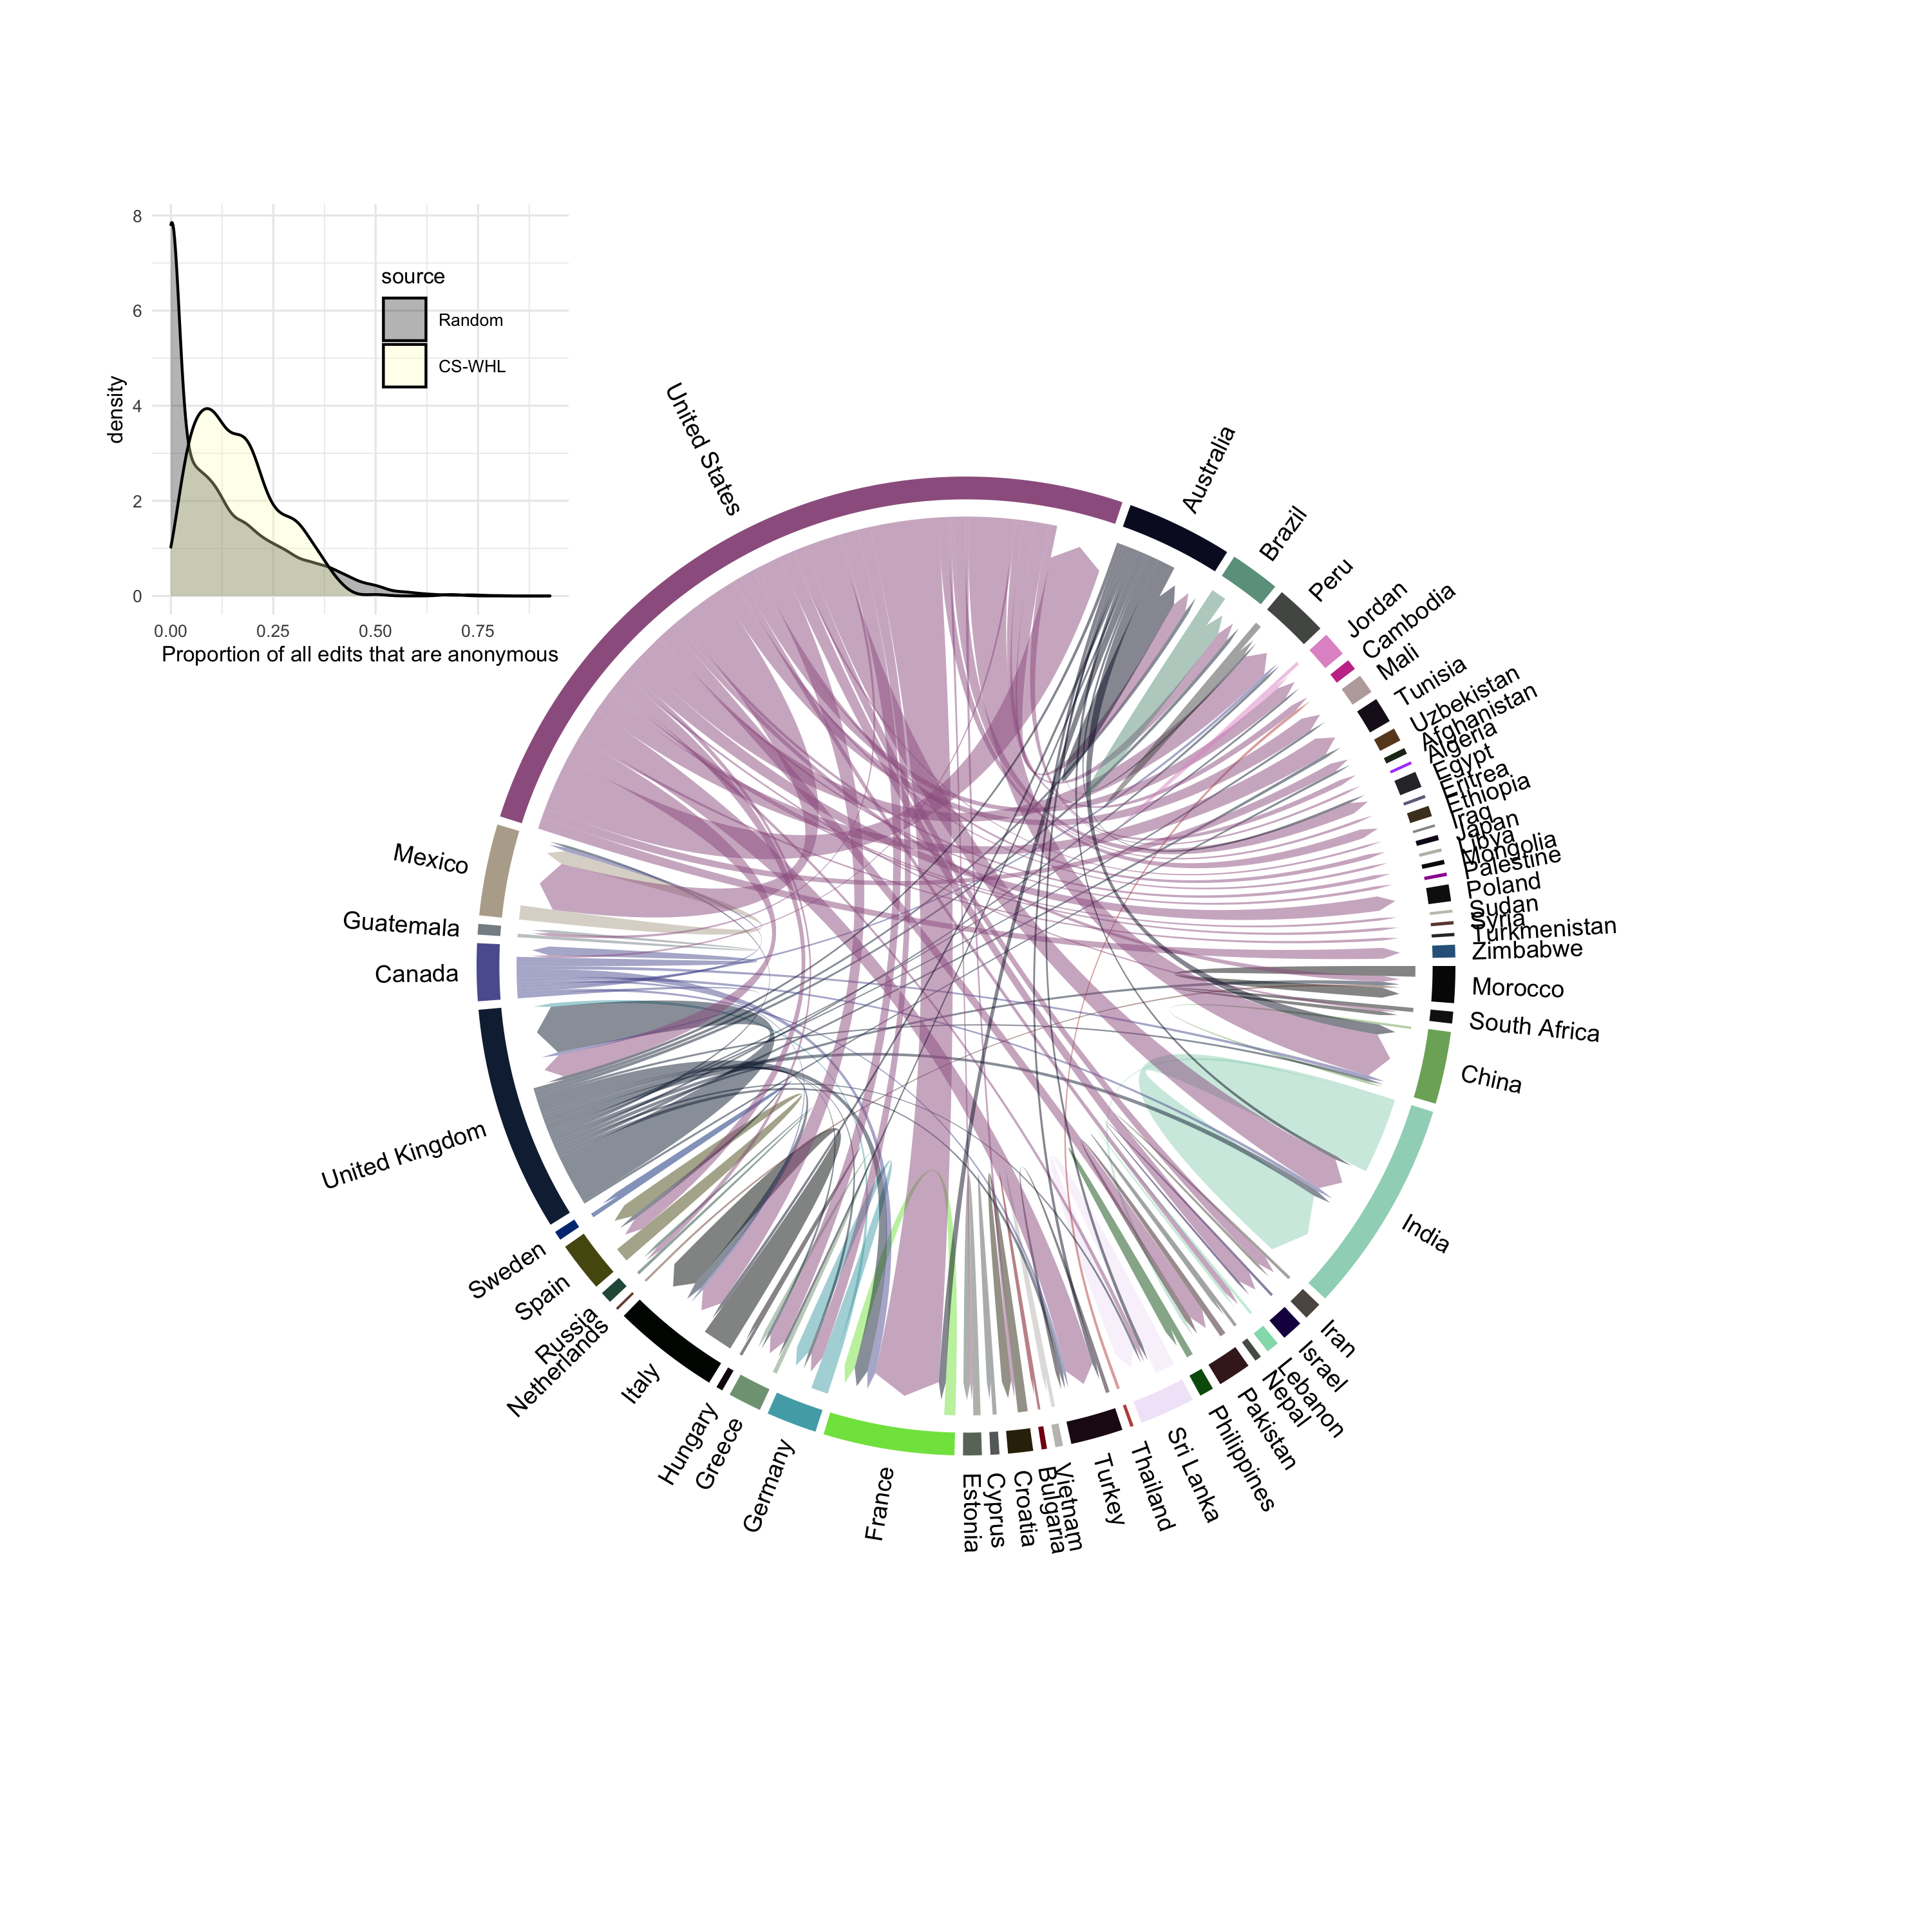 8
6
4
2
0
density
source
Random
CS-WHL
0.00 0.25 0.50 0.75
Proportion of all edits that are anonymous
United States
Australia
Brazil
Peru
Jordan
Cambodia
Mali
Tunisia
Uzbekistan
Afghanistan
Algeria
Egypt
Eritrea
Ethiopia
Iraq
Japan
Libya
Mongolia
Palestine
Poland
Sudan
Syria
Turkmenistan
Zimbabwe
Morocco
South Africa
China
India
Iran
Israel
Lebanon
Nepal
Pakistan
Philippines
Sri Lanka
Thailand
Turkey
Vietnam
Bulgaria
Croatia
Cyprus
Estonia
France
Germany
Greece
Hungary
Italy
Netherlands
Russia
Spain
Sweden
United Kingdom
Canada
Guatemala
Mexico